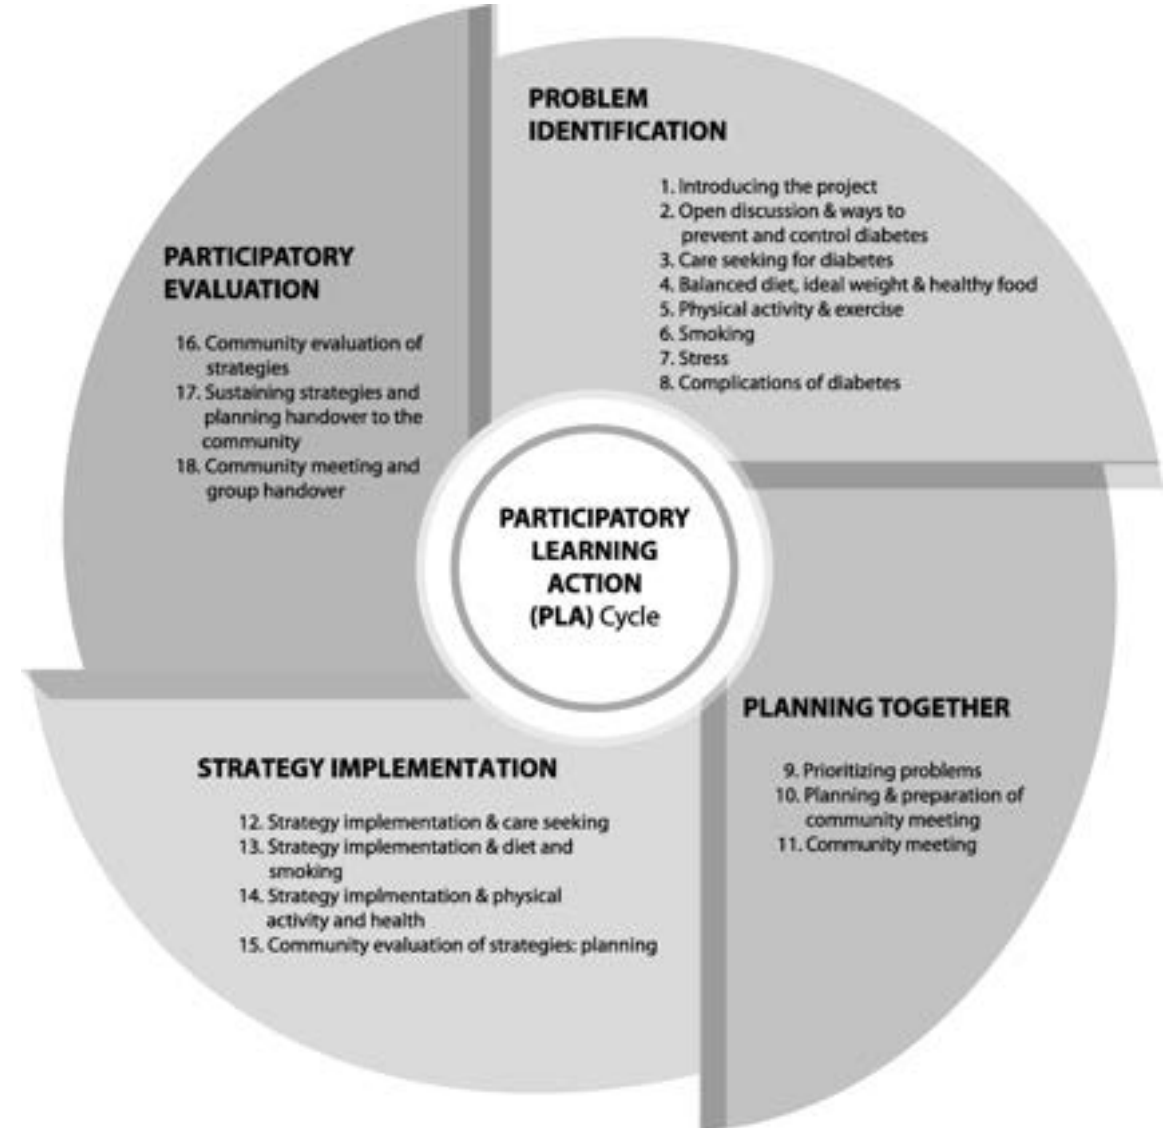 PROBLEM
IDENTIFICATION
1. Introducing the project
2. Open discussion & ways to
prevent and control diabetes
3. Care seeking for diabetes
4. Balanced diet, ideal weight & healthy food
5. Physical activity & exercise
6. Smoking
7. Stress
8. Complications of diabetes
PLANNING TOGETHER
9. Prioritizing problems
10. Planning & preparation of
community meeting
11. Community meeting
STRATEGY IMPLEMENTATION
12. Strategy implementation & care seeking
13. Strategy implementation & diet and
smoking
14. Strategy implmentation & physical
activity and health
15. Community evaluation of strategies: planning
PARTICIPATORY
EVALUATION
16. Community evaluation of
strategies
17. Sustaining strategies and
planning handover to the
community
18. Community meeting and
group handover
PARTICIPATORY
LEARNING
ACTION
(PLA) Cycle